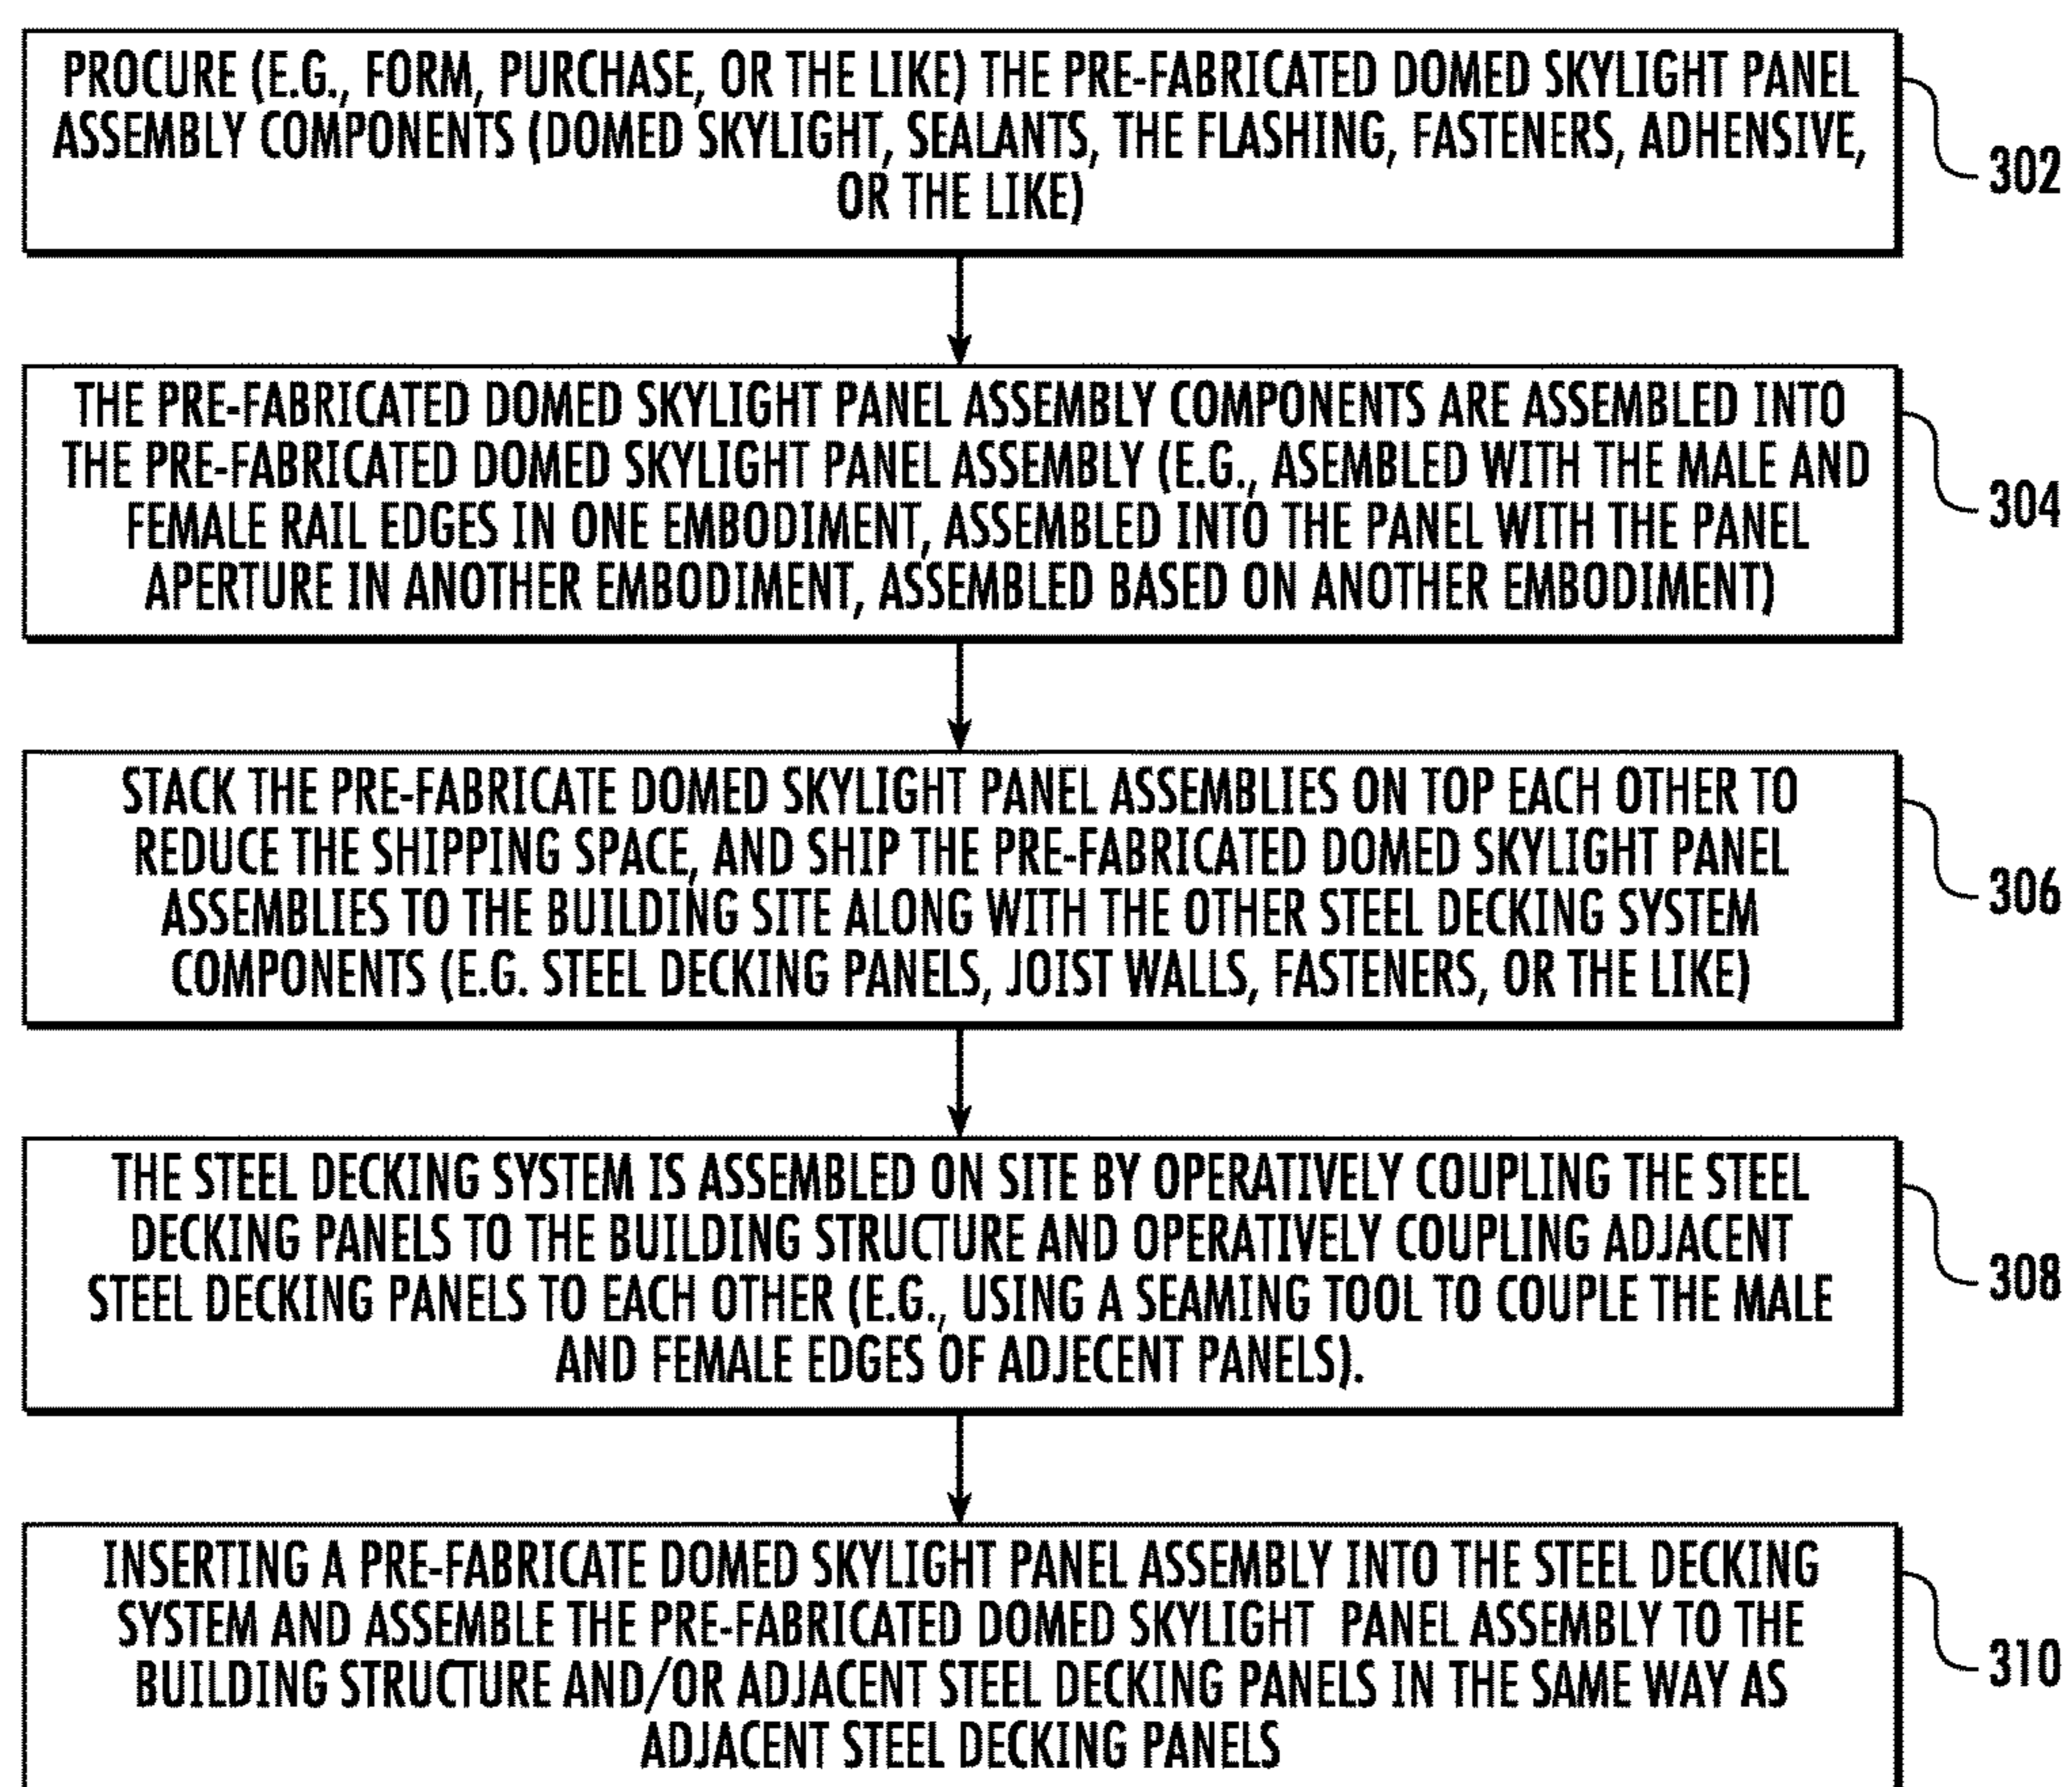 PROCURE (E.G., FORM, PURCHASE, OR THE LIKE) THE PRE-FABRICATED DOMED SKYLIGHT PANEL
ASSEMBLY COMPONENTS (DOMED SKYLIGHT, SEALANTS, THE FLASHING, FASTENERS, ADHENSIVE,
OR THE LIKE)
302
THE PRE-FABRICATED DOMED SKYLIGHT PANEL ASSEMBLY COMPONENTS ARE ASSEMBLED INTO
THE PRE-FABRICATED DOMED SKYLIGHT PANEL ASSEMBLY (E.G., ASEMBLED WITH THE MALE AND
FEMALE RAIL EDGES IN ONE EMBODIMENT, ASSEMBLED INTO THE PANEL WITH THE PANEL
APERTURE IN ANOTHER EMBODIMENT, ASSEMBLED BASED ON ANOTHER EMBODIMENT)
304
STACK THE PRE-FABRICATE DOMED SKYLIGHT PANEL ASSEMBLIES ON TOP EACH OTHER TO
REDUCE THE SHIPPING SPACE, AND SHIP THE PRE-FABRICATED DOMED SKYLIGHT PANEL
ASSEMBLIES TO THE BUILDING SITE ALONG WITH THE OTHER STEEL DECKING SYSTEM
COMPONENTS (E.G. STEEL DECKING PANELS, JOIST WALLS, FASTENERS, OR THE LIKE)
306
THE STEEL DECKING SYSTEM IS ASSEMBLED ON SITE BY OPERATIVELY COUPLING THE STEEL
DECKING PANELS TO THE BUILDING STRUCTURE AND OPERATIVELY COUPLING ADJACENT
STEEL DECKING PANELS TO EACH OTHER (E.G., USING A SEAMING TOOL TO COUPLE THE MALE
AND FEMALE EDGES OF ADJECENT PANELS).
308
INSERTING A PRE-FABRICATE DOMED SKYLIGHT PANEL ASSEMBLY INTO THE STEEL DECKING
SYSTEM AND ASSEMBLE THE PRE-FABRICATED DOMED SKYLIGHT PANEL ASSEMBLY TO THE
BUILDING STRUCTURE AND/OR ADJACENT STEEL DECKING PANELS IN THE SAME WAY AS
ADJACENT STEEL DECKING PANELS
310